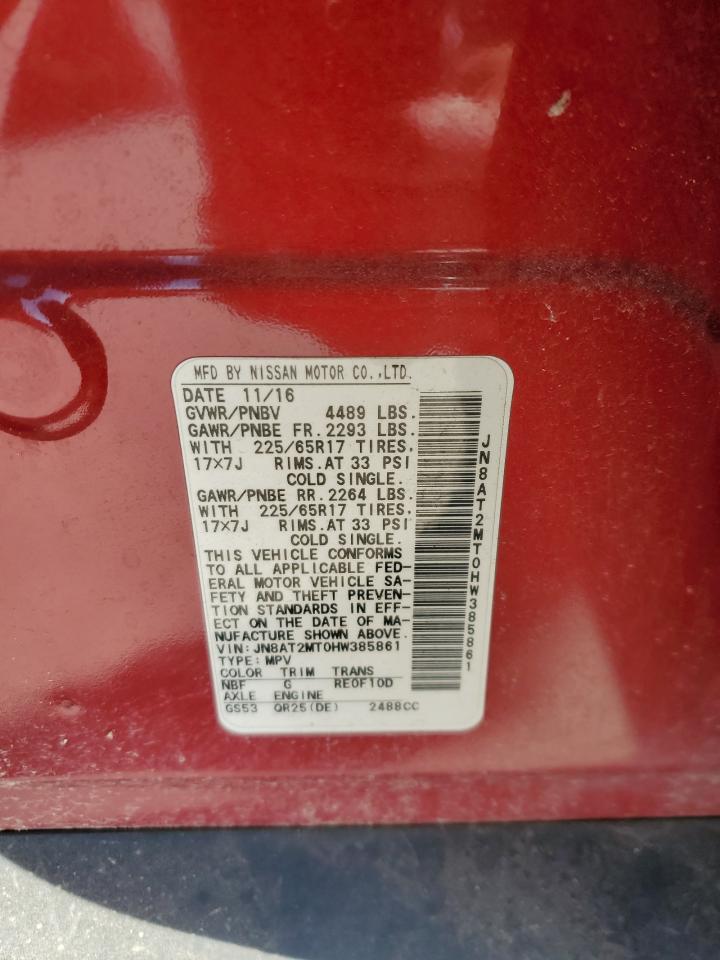 MFD BY NISSAN MOTOR CO.,LTD.
DATE 11/16
GVWR/PNBV 4489 LBS.
GAWR/PNBE FR.2293 LBS.
WITH 225/65R17 TIRES,
17×7J RIMS.AT 33 PSI
COLD SINGLE.
GAWR/PNBE RR.2264 LBS.
WITH 225/65R17 TIRES,
17×7J RIMS.AT 33 PSI
COLD SINGLE.
THIS VEHICLE CONFORMS
TO ALL APPLICABLE FED-
ERAL MOTOR VEHICLE SA-
FETY AND THEFT PREVEN-
TION STANDARDS IN EFF-
ECT ON THE DATE OF MA-
NUFACTURE SHOWN ABOVE.
VIN:JN8AT2MT0HW385861
TYPE:MPV
COLOR TRIM TRANS
NBF G RE0F10D
AXLE ENGINE
GS53 QR25(DE) 2488CC
JN8AT2MT0HW385861